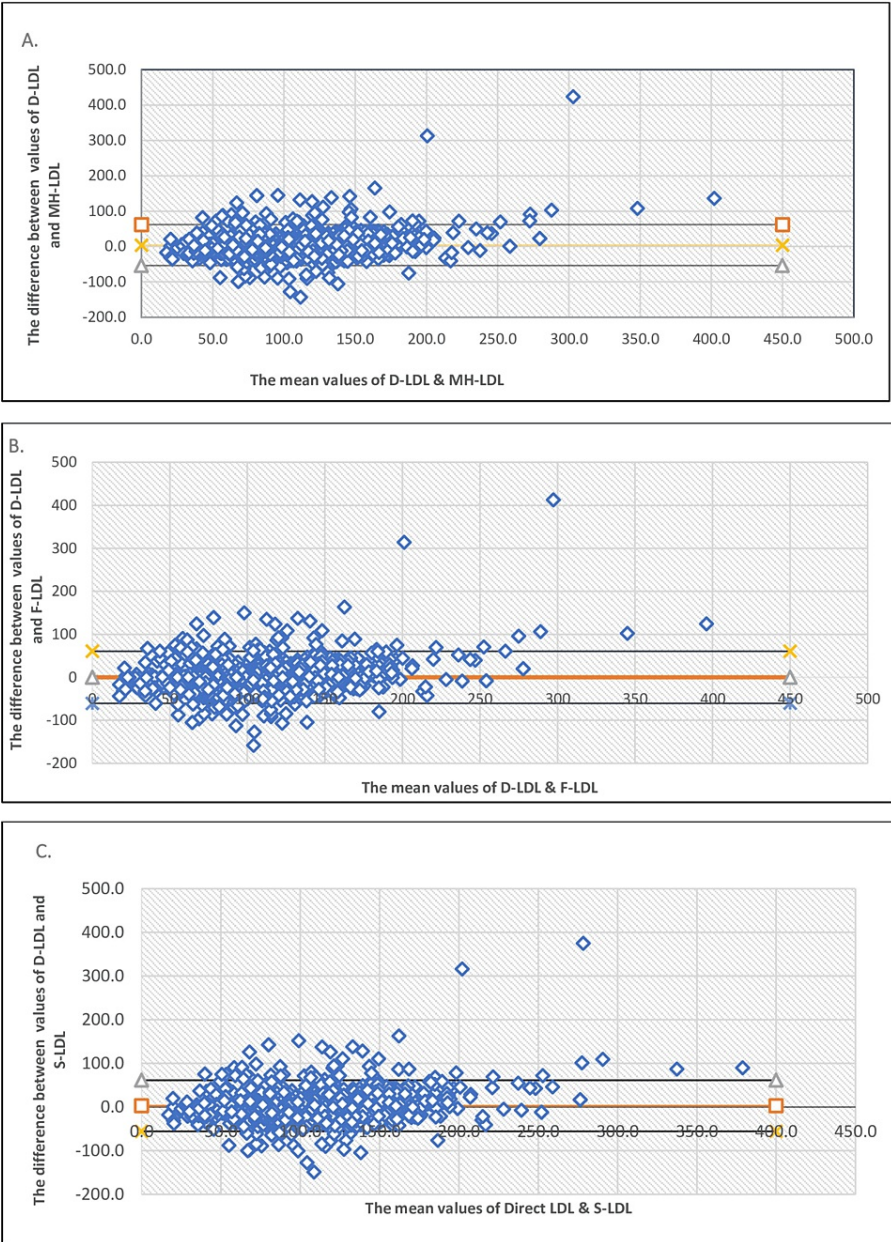 A.
The difference between values of D-LDL
and MH-LDL
500.0
400.0
300.0
200.0
100.0
0.0
-100.0
-200.0
0.0 50.0 100.0 150.0 200.0 250.0 300.0 350.0 400.0 450.0 500.0
The mean values of D-LDL & MH-LDL
B.
The difference between values of D-LDL
and F-LDL
500
400
300
200
100
0
-100
-200
0 50 100 150 200 250 300 350 400 450 500
The mean values of D-LDL & F-LDL
C.
The difference between values of D-LDL and
S-LDL
500.0
400.0
300.0
200.0
100.0
0.0
-100.0
-200.0
0.0 50.0 100.0 150.0 200.0 250.0 300.0 350.0 400.0 450.0
The mean values of Direct LDL & S-LDL